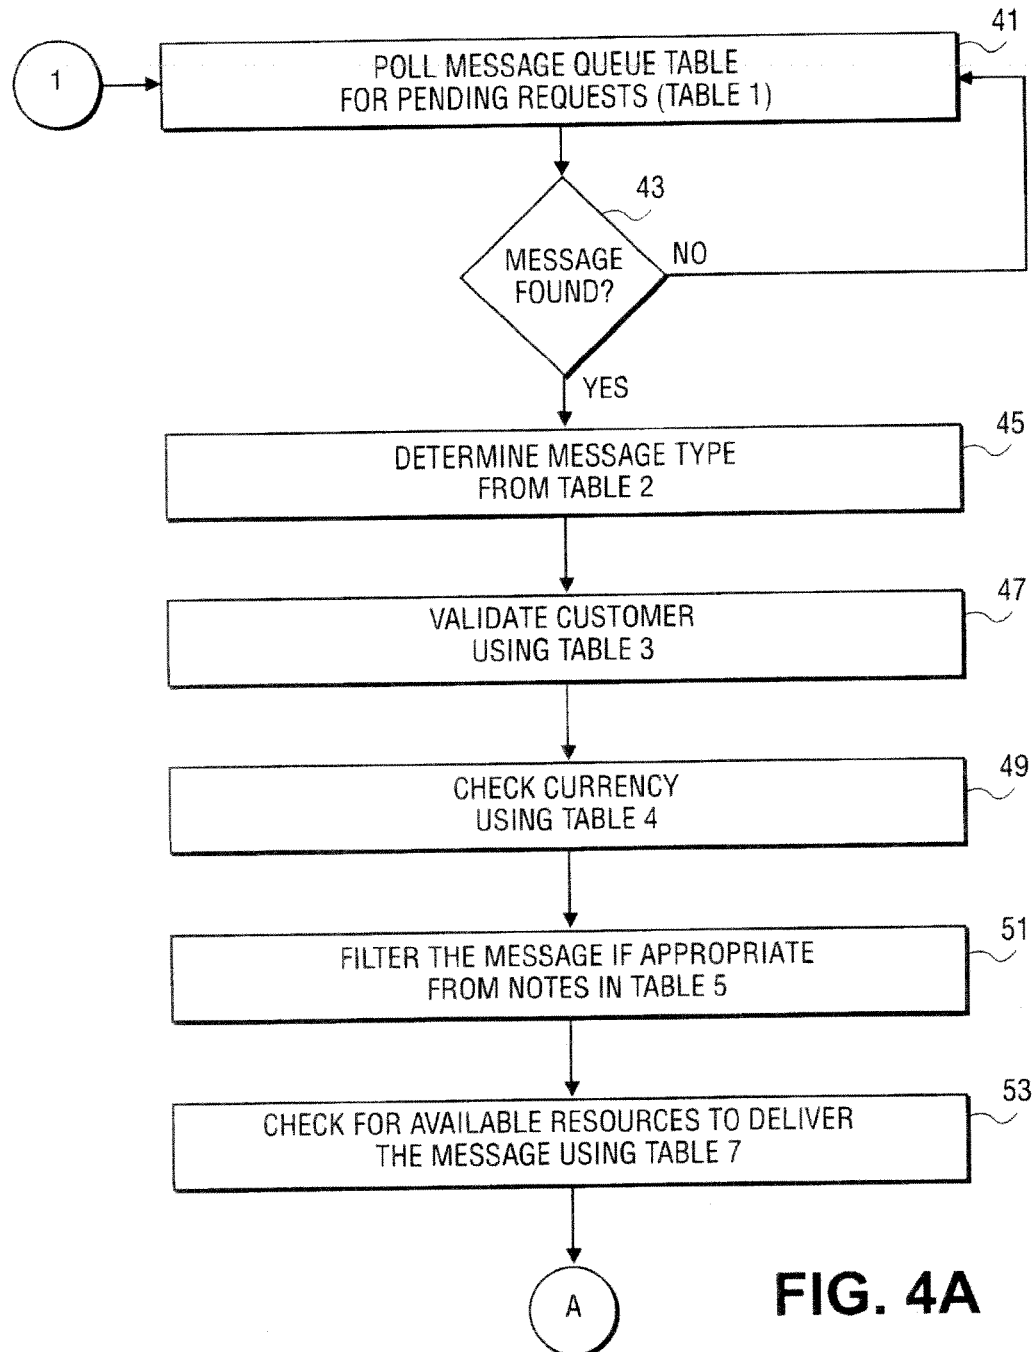 41
1
POLL MESSAGE QUEUE TABLE
FOR PENDING REQUESTS (TABLE 1)
43
MESSAGE
FOUND?
NO
YES
45
DETERMINE MESSAGE TYPE
FROM TABLE 2
47
VALIDATE CUSTOMER
USING TABLE 3
49
CHECK CURRENCY
USING TABLE 4
51
FILTER THE MESSAGE IF APPROPRIATE
FROM NOTES IN TABLE 5
53
CHECK FOR AVAILABLE RESOURCES TO DELIVER
THE MESSAGE USING TABLE 7
A
FIG. 4A